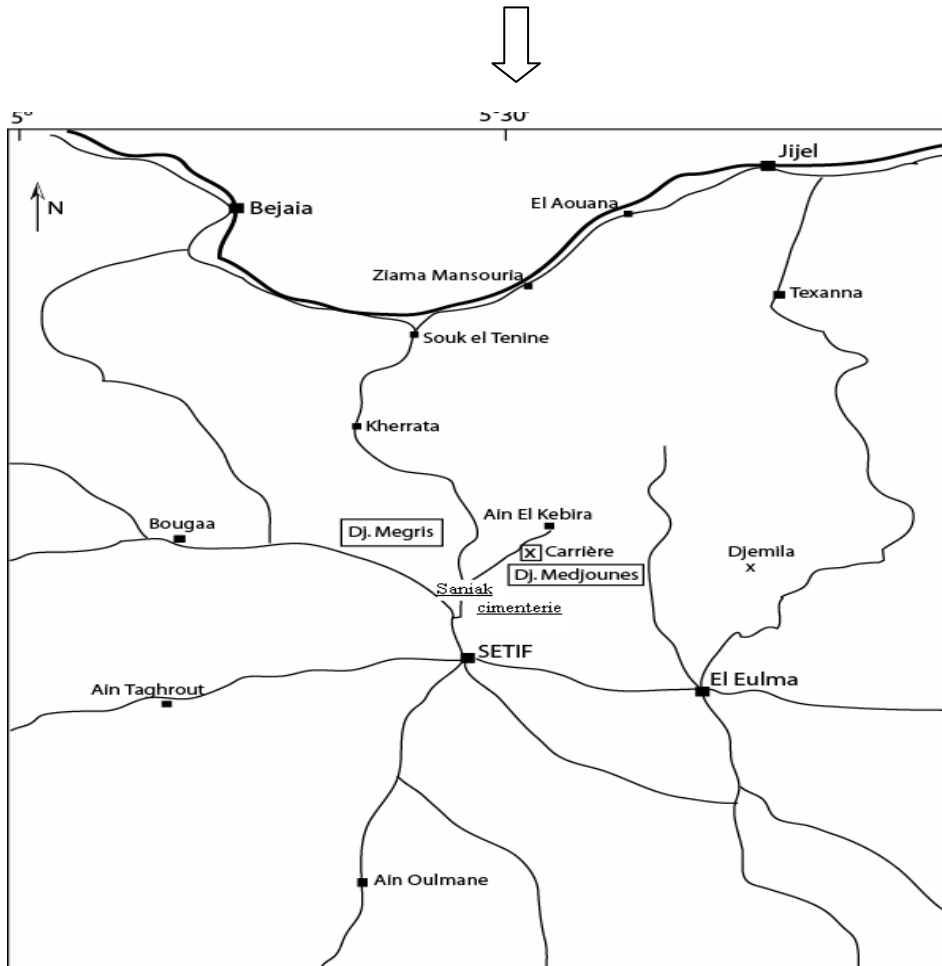 5°
5°30'
Jijel
N
Bejaia
El Aouana
Ziama Mansouria
Texanna
Souk el Tenine
Kherrata
Ain El Kebira
Bougaa
Dj. Megris
x Carrière
Djemila
x
Dj. Medjounes
Saniak
cimenterie
SETIF
El Eulma
Ain Taghrout
Ain Oulmane